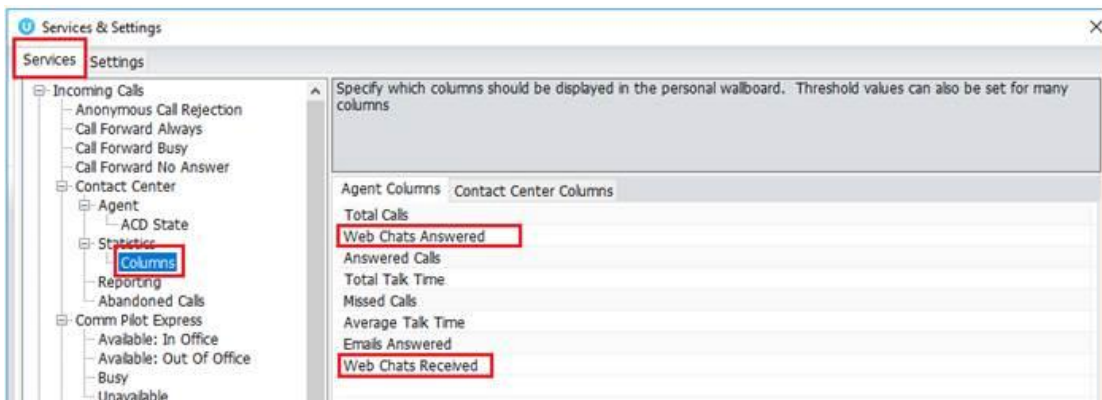 Services & Settings
Services Settings
Incoming Calls
Anonymous Call Rejection
Call Forward Always
Call Forward Busy
Call Forward No Answer
Contact Center
Agent
ACD State
Statistics
Columns
Reporting
Abandoned Calls
Comm Pilot Express
Available: In Office
Available: Out Of Office
Busy
Unavailable
Specify which columns should be displayed in the personal wallboard. Threshold values can also be set for many
columns
Agent Columns Contact Center Columns
Total Calls
Web Chats Answered
Answered Calls
Total Talk Time
Missed Calls
Average Talk Time
Emails Answered
Web Chats Received